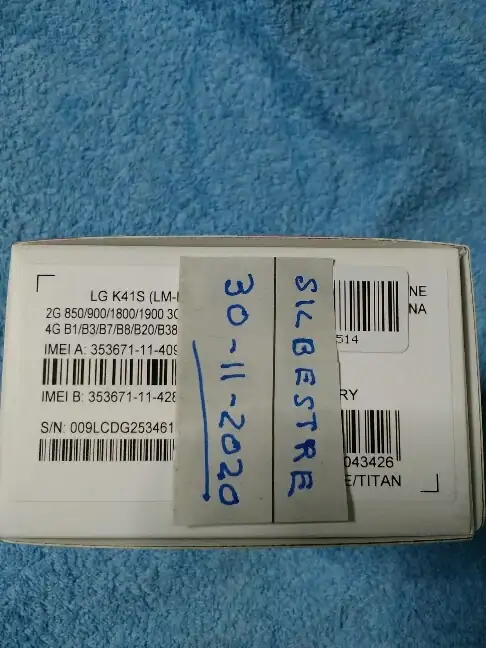 LG K41S (LM-
2G 850/900/1800/1900 3G
4G B1/B3/B7/B8/B20/B38
IMEI A: 353671-11-409
IMEI B: 353671-11-428
S/N: 009LCDG253461
30-11-2020
SILBESTRE
NE
NA
514
RY
043426
E/TITAN